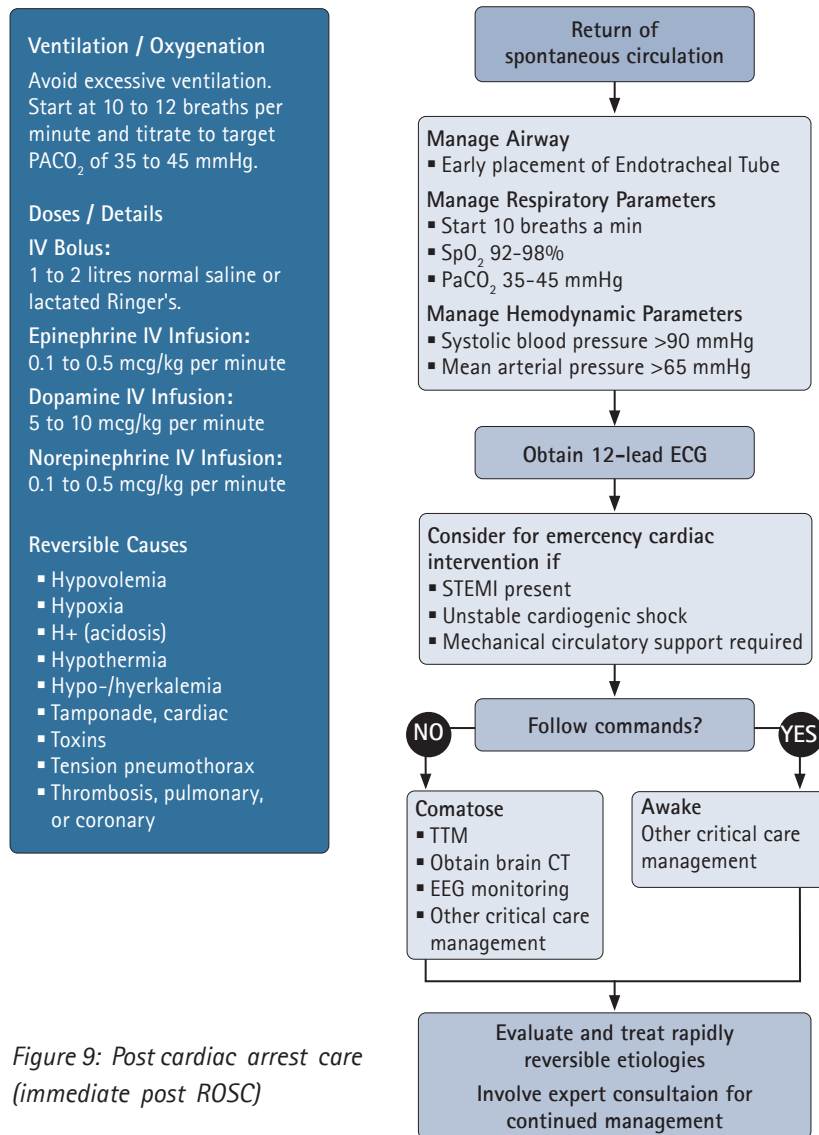 Ventilation / Oxygenation
Avoid excessive ventilation.
Start at 10 to 12 breaths per
minute and titrate to target
PACO₂ of 35 to 45 mmHg.
Doses / Details
IV Bolus:
1 to 2 litres normal saline or
lactated Ringer's.
Epinephrine IV Infusion:
0.1 to 0.5 mcg/kg per minute
Dopamine IV Infusion:
5 to 10 mcg/kg per minute
Norepinephrine IV Infusion:
0.1 to 0.5 mcg/kg per minute
Reversible Causes
▪ Hypovolemia
▪ Hypoxia
▪ H+ (acidosis)
▪ Hypothermia
▪ Hypo-/hyerkalemia
▪ Tamponade, cardiac
▪ Toxins
▪ Tension pneumothorax
▪ Thrombosis, pulmonary,
or coronary
Return of
spontaneous circulation
Manage Airway
▪ Early placement of Endotracheal Tube
Manage Respiratory Parameters
▪ Start 10 breaths a min
▪ SpO₂ 92-98%
▪ PaCO₂ 35-45 mmHg
Manage Hemodynamic Parameters
▪ Systolic blood pressure >90 mmHg
▪ Mean arterial pressure >65 mmHg
Obtain 12-lead ECG
Consider for emercency cardiac
intervention if
▪ STEMI present
▪ Unstable cardiogenic shock
▪ Mechanical circulatory support required
Follow commands?
NO
YES
Comatose
▪ TTM
▪ Obtain brain CT
▪ EEG monitoring
▪ Other critical care
management
Awake
Other critical care
management
Evaluate and treat rapidly
reversible etiologies
Involve expert consultaion for
continued management
Figure 9: Post cardiac arrest care
(immediate post ROSC)